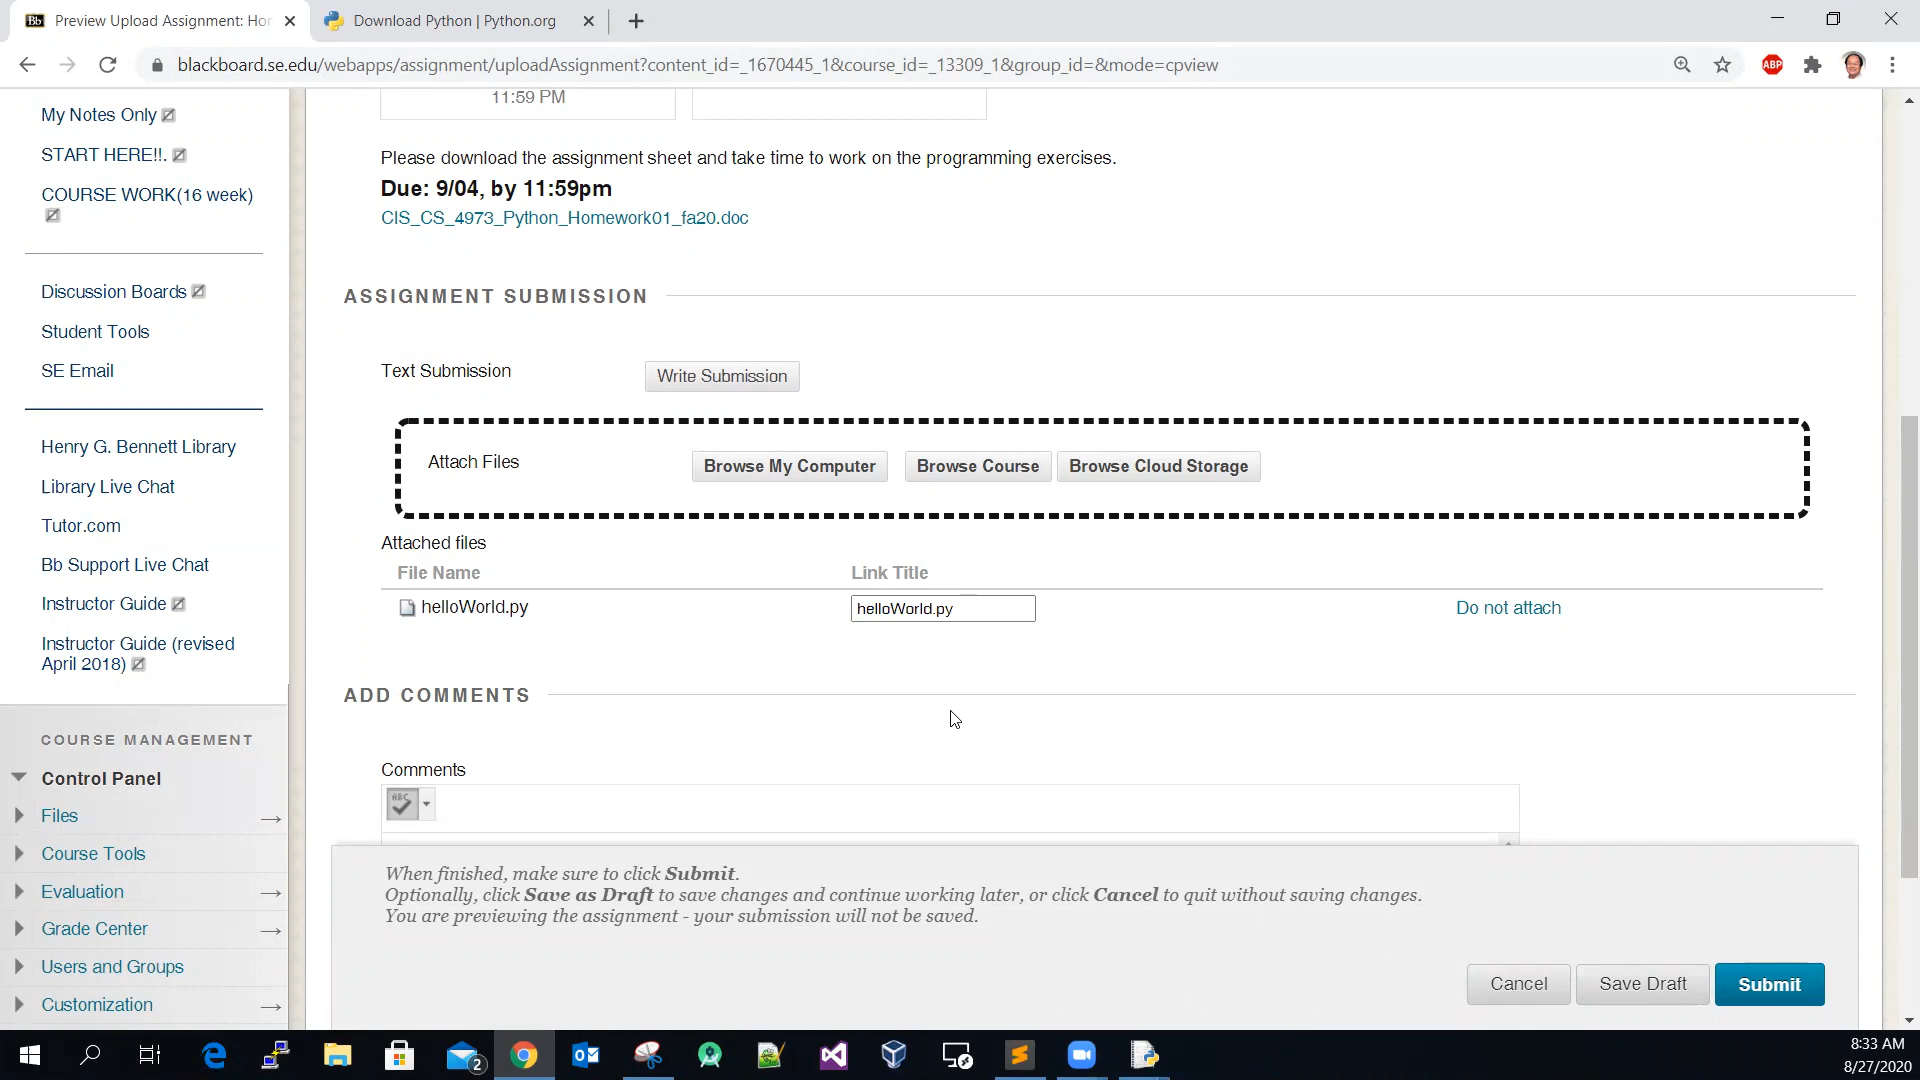 Preview Upload Assignment: Hor
Download Python | Python.org
blackboard.se.edu/webapps/assignment/uploadAssignment?content_id=_1670445_1&course_id=_13309_1&group_id=&mode=cpview
ABP
My Notes Only
START HERE!!.
COURSE WORK(16 week)
Discussion Boards
Student Tools
SE Email
Henry G. Bennett Library
Library Live Chat
Tutor.com
Bb Support Live Chat
Instructor Guide
Instructor Guide (revised
April 2018)
COURSE MANAGEMENT
Control Panel
Files
Course Tools
Evaluation
Grade Center
Users and Groups
Customization
11:59 PM
Please download the assignment sheet and take time to work on the programming exercises.
Due: 9/04, by 11:59pm
CIS_CS_4973_Python_Homework01_fa20.doc
ASSIGNMENT SUBMISSION
Text Submission
Write Submission
Attach Files
Browse My Computer
Browse Course
Browse Cloud Storage
Attached files
File Name
Link Title
helloWorld.py
helloWorld.py
Do not attach
ADD COMMENTS
Comments
ABC
When finished, make sure to click Submit.
Optionally, click Save as Draft to save changes and continue working later, or click Cancel to quit without saving changes.
You are previewing the assignment - your submission will not be saved.
Cancel
Save Draft
Submit
2
8:33 AM
8/27/2020